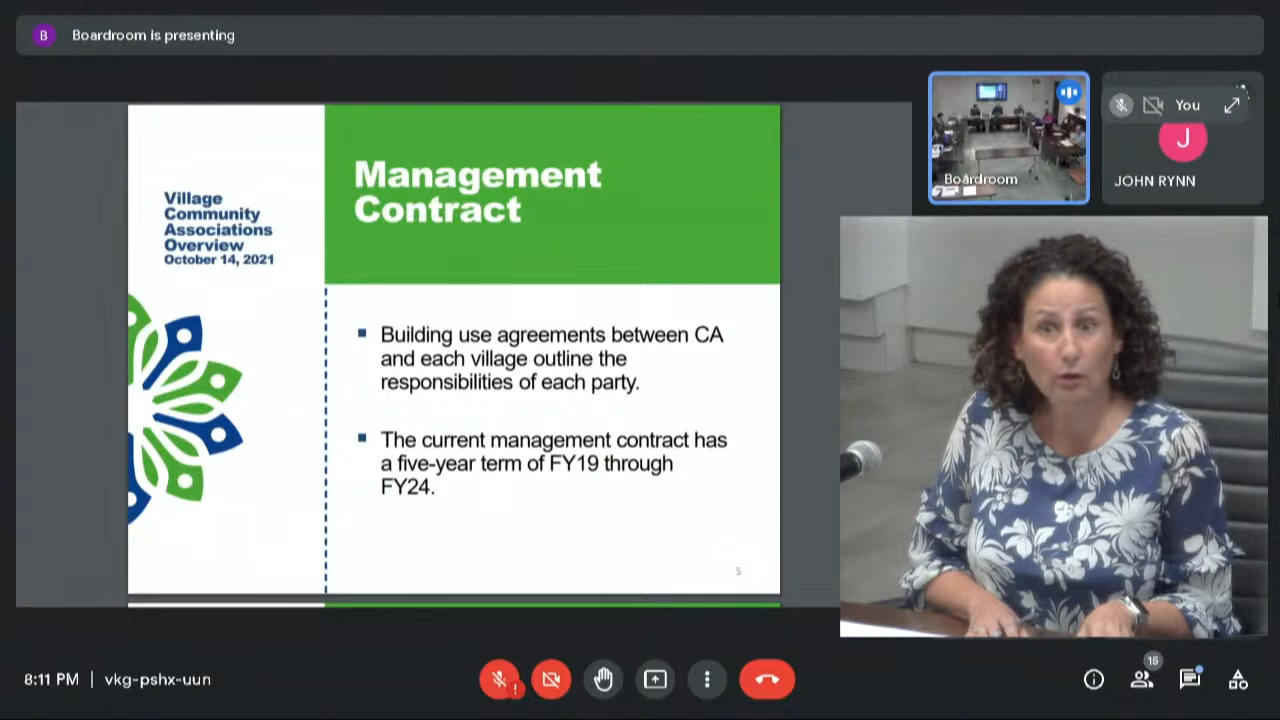 B Boardroom is presenting
Village
Community
Associations
Overview
October 14, 2021
Management
Contract
Building use agreements between CA
and each village outline the
responsibilities of each party.
The current management contract has
a five-year term of FY19 through
FY24.
5
Boardroom
You
J
JOHN RYNN
8:11 PM | vkg-pshx-uun
!
15